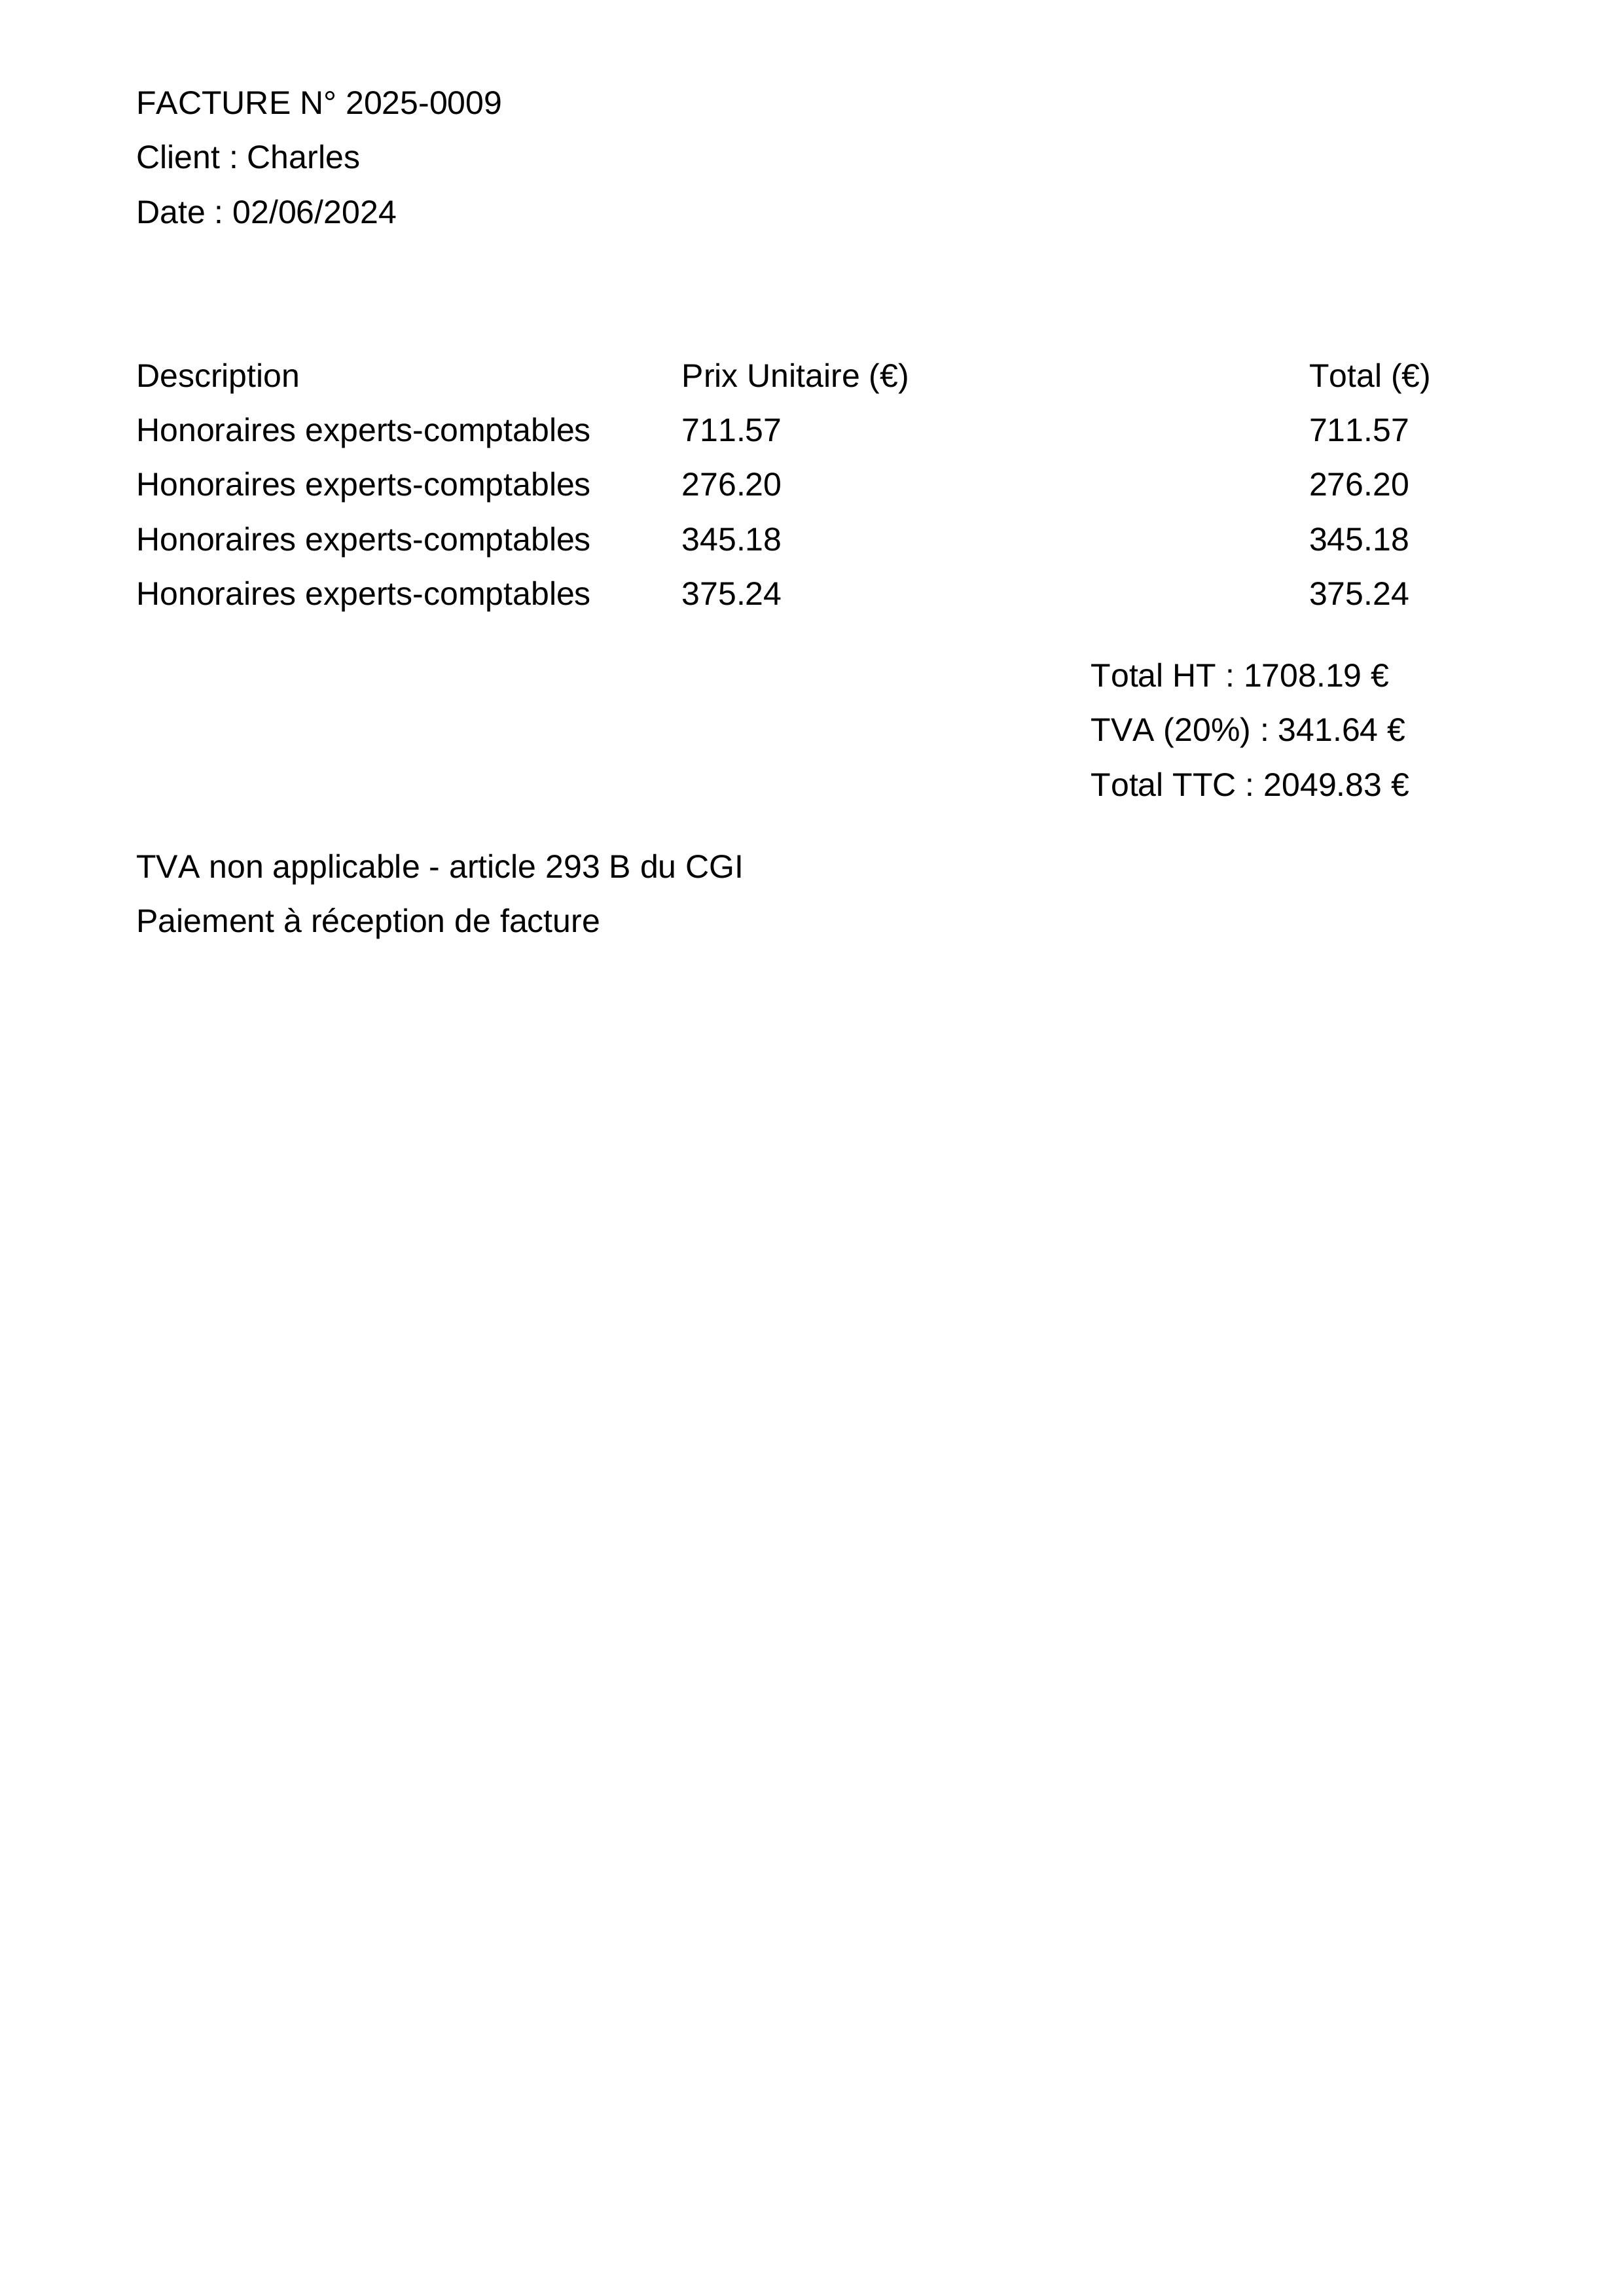 FACTURE N° 2025-0009
Client : Charles
Date : 02/06/2024
Description Prix Unitaire (€) Total (€)
Honoraires experts-comptables 711.57 711.57
Honoraires experts-comptables 276.20 276.20
Honoraires experts-comptables 345.18 345.18
Honoraires experts-comptables 375.24 375.24
Total HT : 1708.19 €
TVA (20%) : 341.64 €
Total TTC : 2049.83 €
TVA non applicable - article 293 B du CGI
Paiement à réception de facture